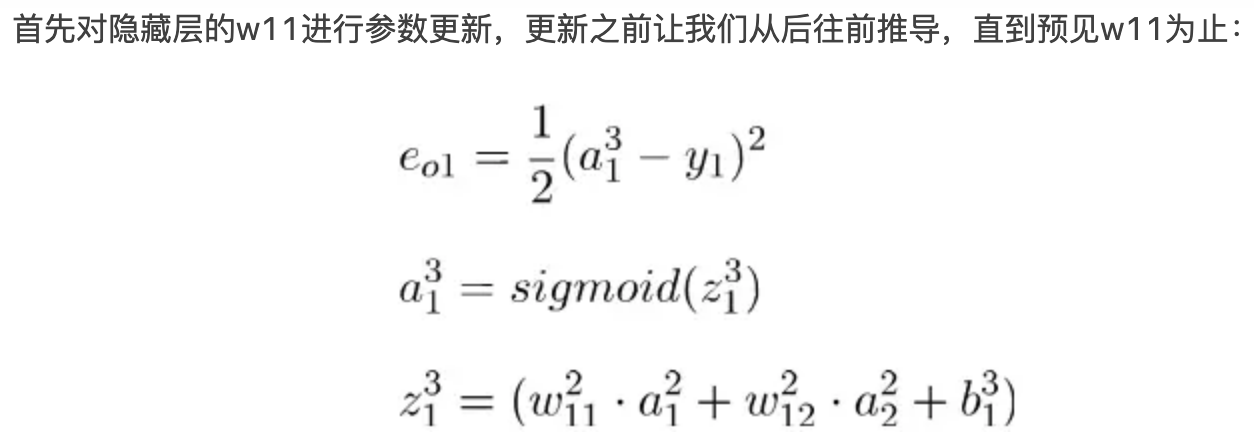 首先对隐藏层的w11进行参数更新，更新之前让我们从后往前推导，直到预见w11为止：
$e_{o1} = \frac{1}{2}(a_1^3 - y_1)^2$
$a_1^3 = sigmoid(z_1^3)$
$z_1^3 = (w_{11}^2 \cdot a_1^2 + w_{12}^2 \cdot a_2^2 + b_1^3)$